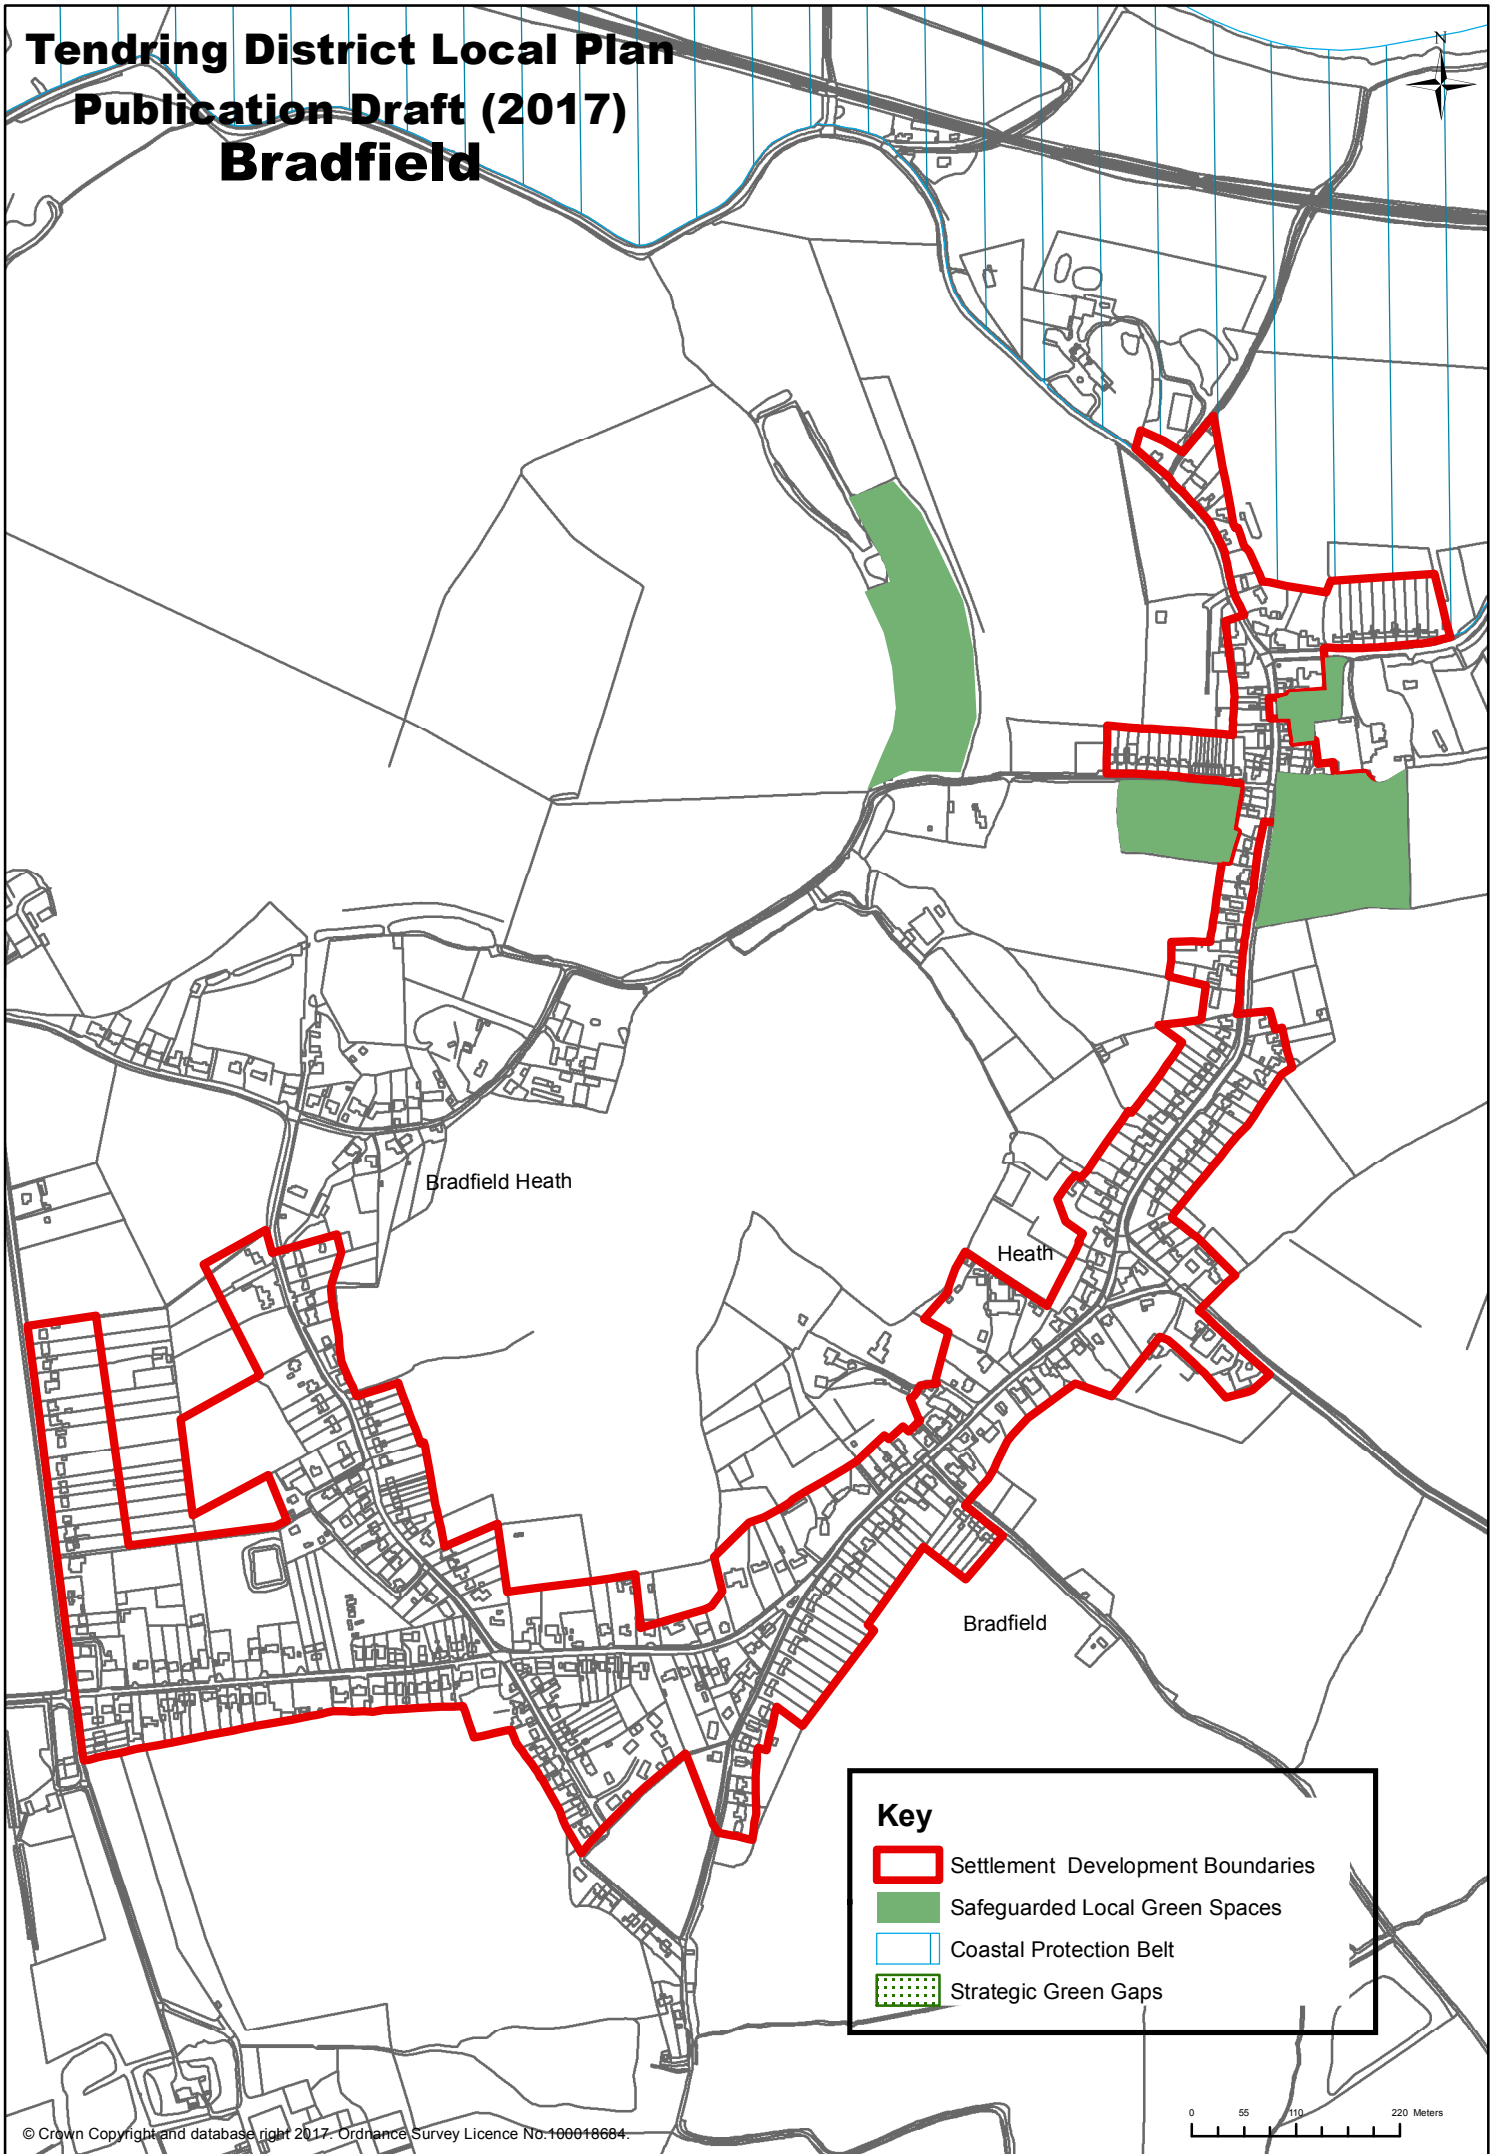 Tendring District Local Plan
Publication Draft (2017)
Bradfield
N
Bradfield Heath
Heath
Bradfield
Key
Settlement Development Boundaries
Safeguarded Local Green Spaces
Coastal Protection Belt
Strategic Green Gaps
0 55 110 220 Meters
© Crown Copyright and database right 2017. Ordnance Survey Licence No.100018684.